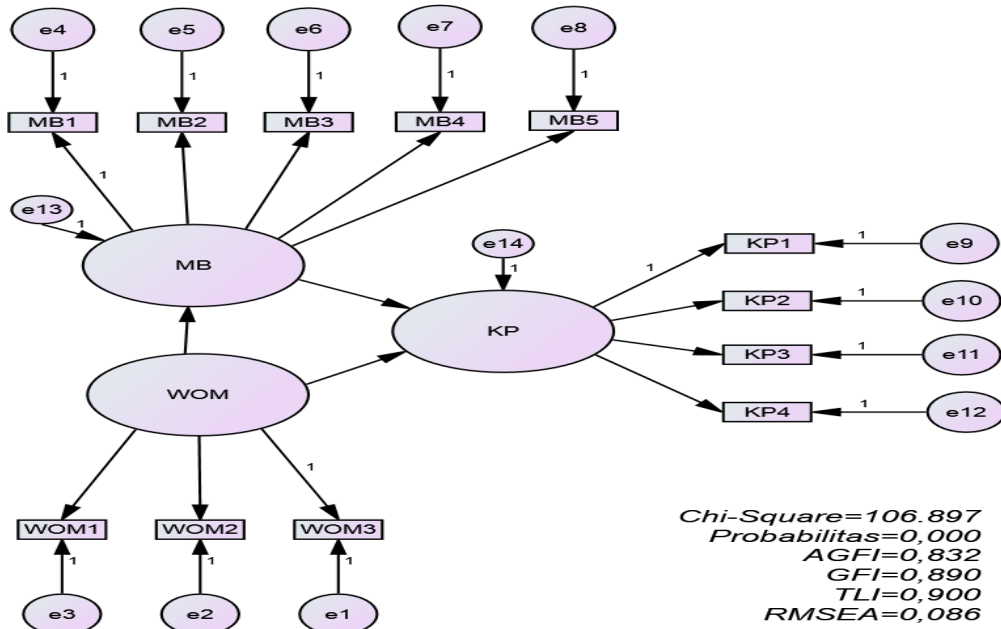 e4 e5 e6 e7 e8
1 1 1 1 1
MB1 MB2 MB3 MB4 MB5
1
e13
1
MB
e14
1
KP
1
KP1 1 e9
KP2 1 e10
KP3 1 e11
KP4 1 e12
WOM
1
WOM1 WOM2 WOM3
1 1 1
e3 e2 e1
Chi-Square=106.897
Probabilitas=0,000
AGFI=0,832
GFI=0,890
TLI=0,900
RMSEA=0,086